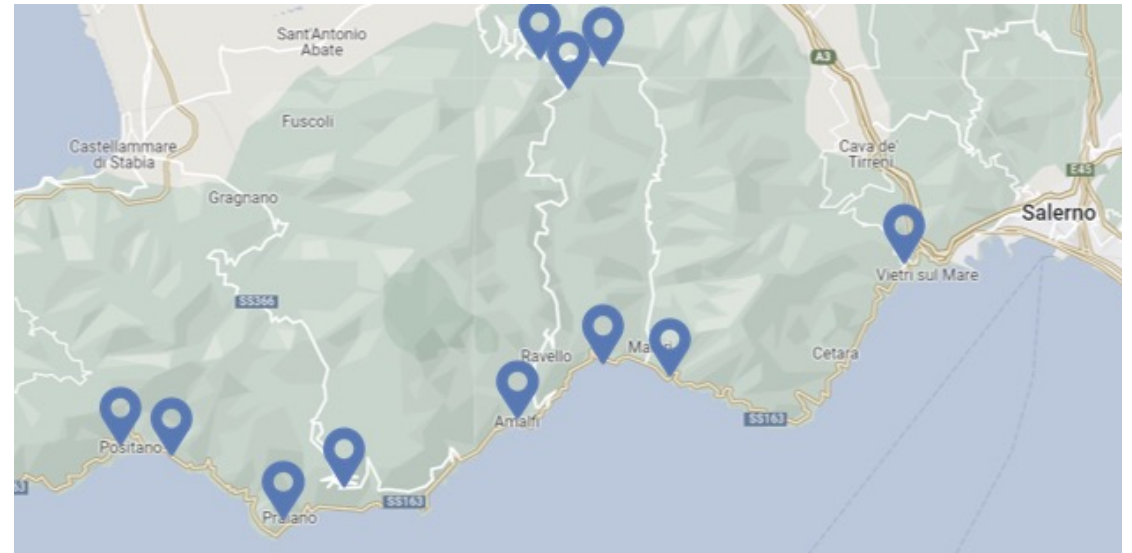 Sant'Antonio
Abate
A3
Fuscoli
Castellammare
di Stabia
Cava de'
Tirreni
E45
Gragnano
Salerno
Vietri sul Mare
SS366
Ravello
Cetara
Amalfi
SS163
Positano
SS163
Praiano